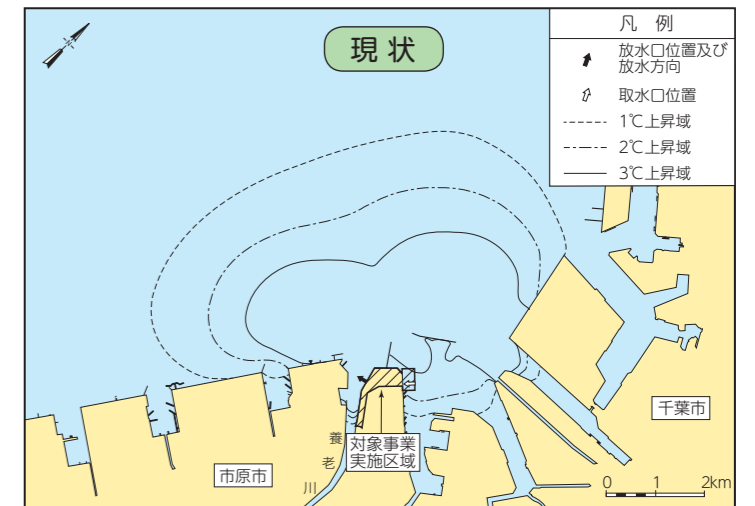 現 状
凡 例
放水口位置及び
放水方向
取水口位置
1℃上昇域
2℃上昇域
3℃上昇域
千葉市
養
老
川
対象事業
実施区域
市原市
0 1 2km